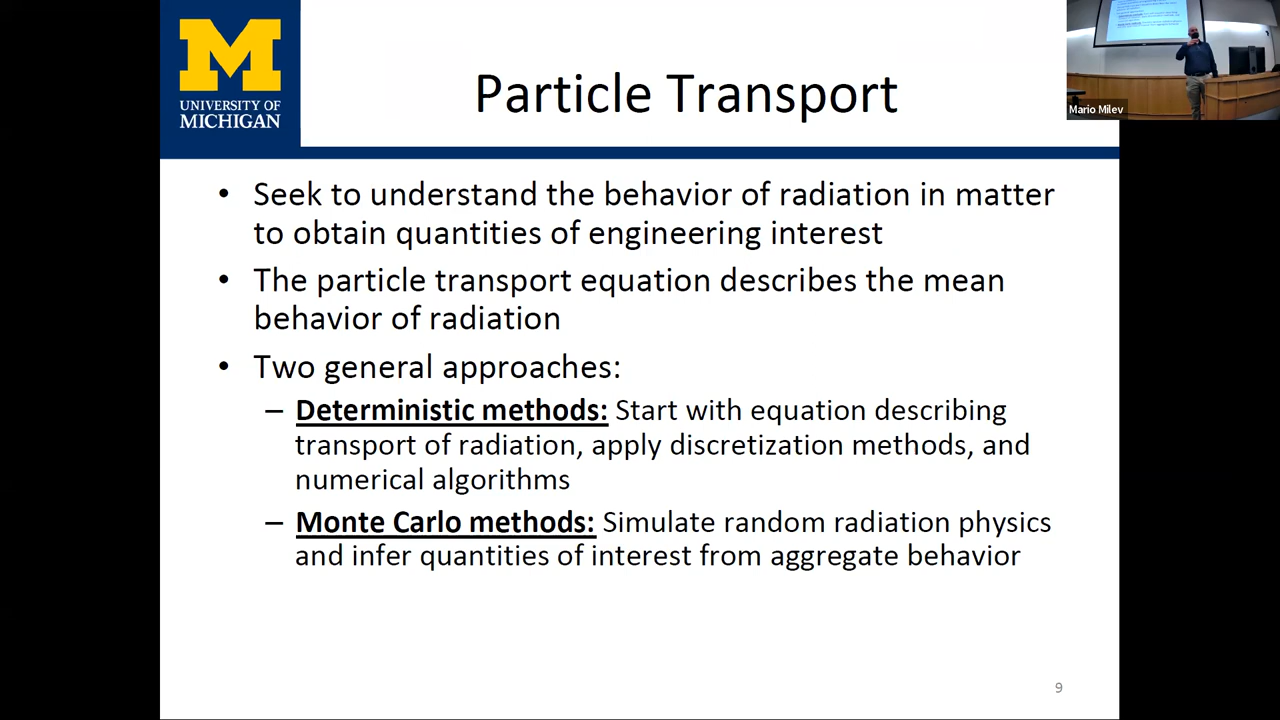 UNIVERSITY OF
MICHIGAN
Particle Transport
Mario Milev
• Seek to understand the behavior of radiation in matter
to obtain quantities of engineering interest
• The particle transport equation describes the mean
behavior of radiation
• Two general approaches:
– Deterministic methods: Start with equation describing
transport of radiation, apply discretization methods, and
numerical algorithms
– Monte Carlo methods: Simulate random radiation physics
and infer quantities of interest from aggregate behavior
9